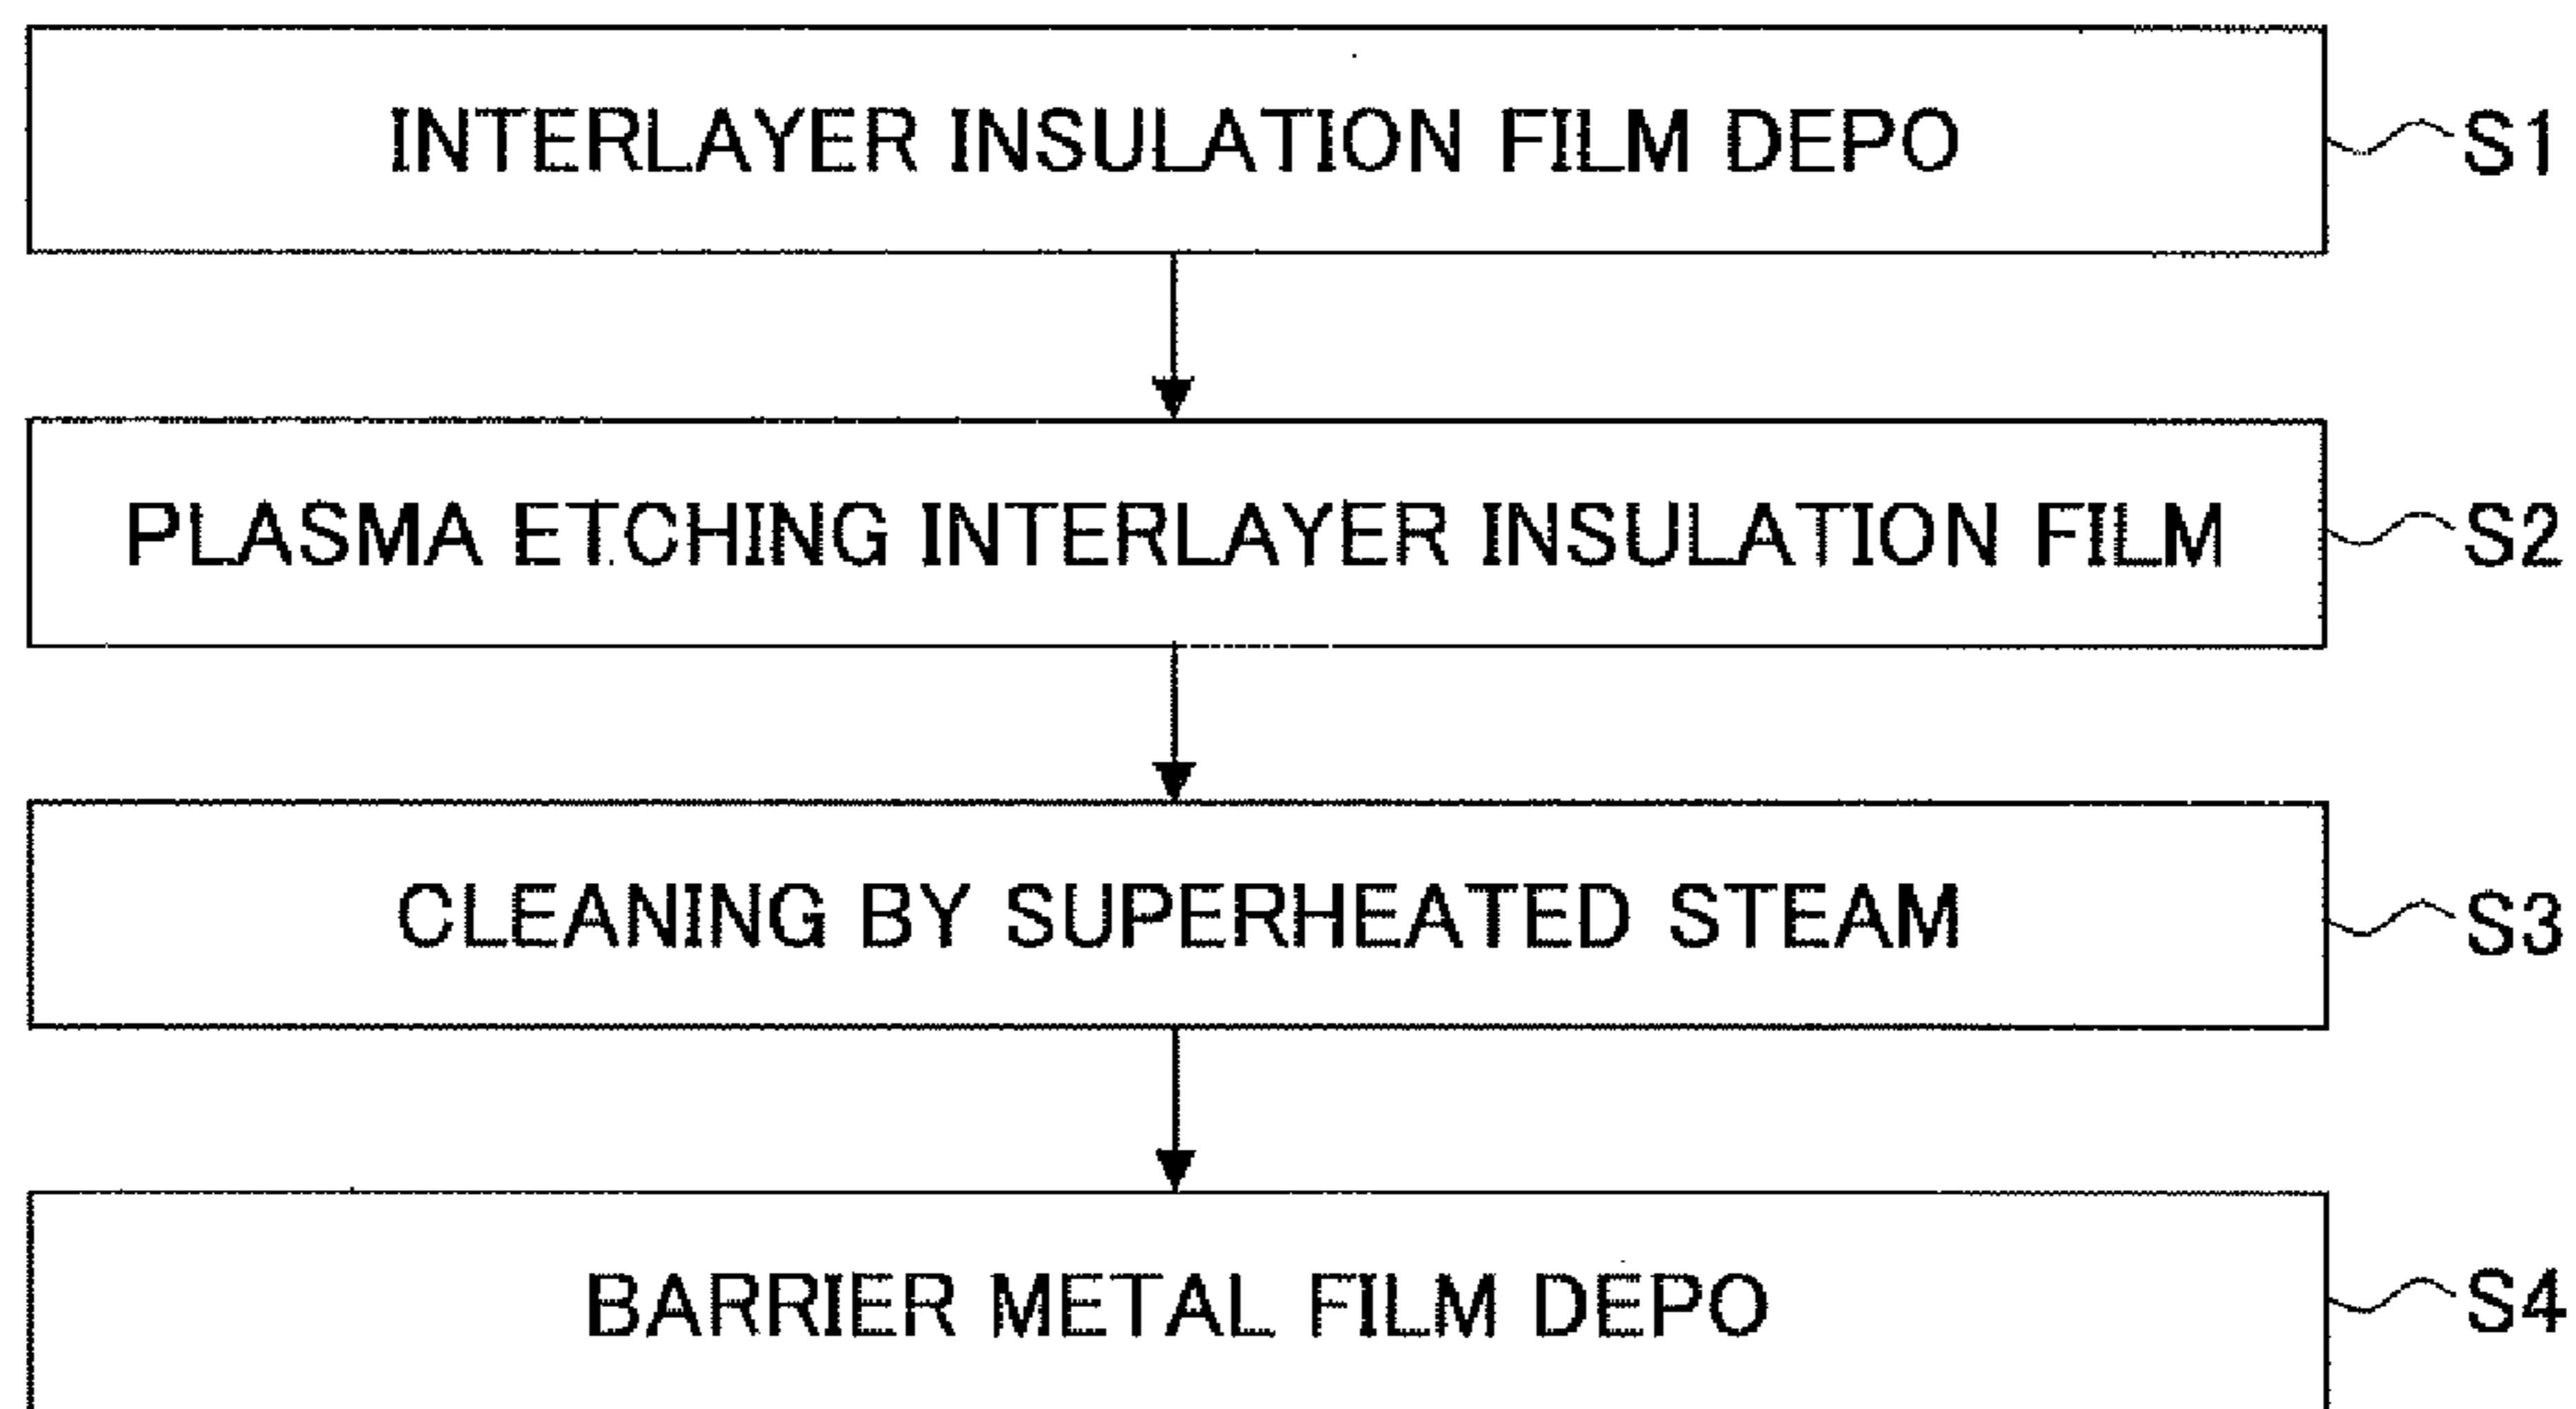 INTERLAYER INSULATION FILM DEPO S1
PLASMA ETCHING INTERLAYER INSULATION FILM S2
CLEANING BY SUPERHEATED STEAM S3
BARRIER METAL FILM DEPO S4